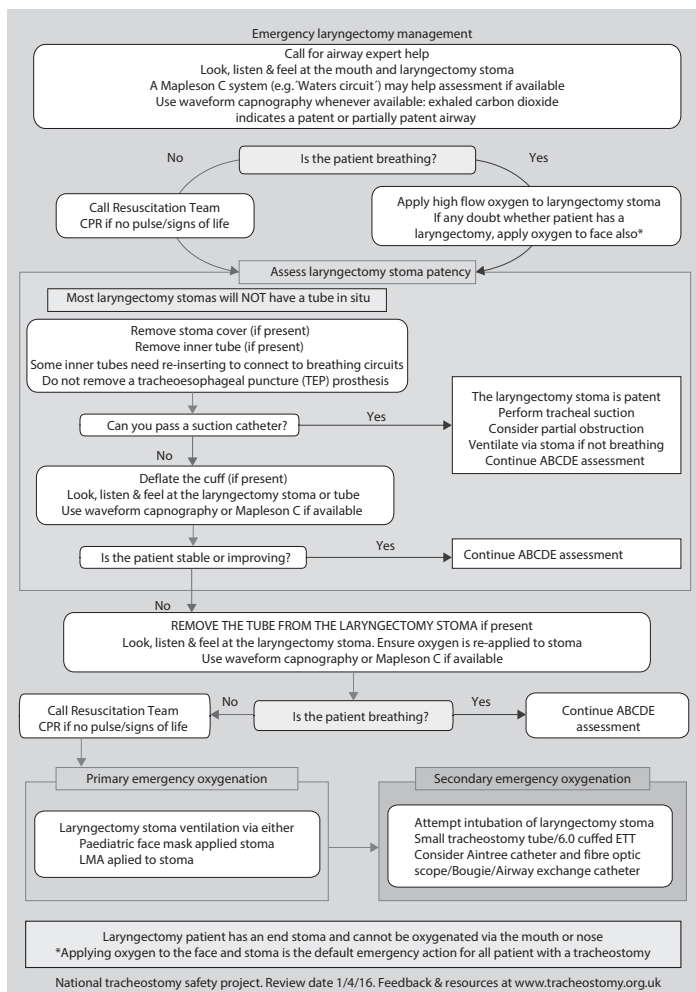 Emergency laryngectomy management
Call for airway expert help
Look, listen & feel at the mouth and laryngectomy stoma
A Mapleson C system (e.g.´Waters circuit´) may help assessment if available
Use waveform capnography whenever available: exhaled carbon dioxide
indicates a patent or partially patent airway
Is the patient breathing?
No
Yes
Call Resuscitation Team
CPR if no pulse/signs of life
Apply high flow oxygen to laryngectomy stoma
If any doubt whether patient has a
laryngectomy, apply oxygen to face also*
Assess laryngectomy stoma patency
Most laryngectomy stomas will NOT have a tube in situ
Remove stoma cover (if present)
Remove inner tube (if present)
Some inner tubes need re-inserting to connect to breathing circuits
Do not remove a tracheoesophageal puncture (TEP) prosthesis
Can you pass a suction catheter?
Yes
The laryngectomy stoma is patent
Perform tracheal suction
Consider partial obstruction
Ventilate via stoma if not breathing
Continue ABCDE assessment
No
Deflate the cuff (if present)
Look, listen & feel at the laryngectomy stoma or tube
Use waveform capnography or Mapleson C if available
Is the patient stable or improving?
Yes
Continue ABCDE assessment
No
REMOVE THE TUBE FROM THE LARYNGECTOMY STOMA if present
Look, listen & feel at the laryngectomy stoma. Ensure oxygen is re-applied to stoma
Use waveform capnography or Mapleson C if available
Is the patient breathing?
No
Call Resuscitation Team
CPR if no pulse/signs of life
Yes
Continue ABCDE
assessment
Primary emergency oxygenation
Laryngectomy stoma ventilation via either
Paediatric face mask applied stoma
LMA aplied to stoma
Secondary emergency oxygenation
Attempt intubation of laryngectomy stoma
Small tracheostomy tube/6.0 cuffed ETT
Consider Aintree catheter and fibre optic
scope/Bougie/Airway exchange catheter
Laryngectomy patient has an end stoma and cannot be oxygenated via the mouth or nose
*Applying oxygen to the face and stoma is the default emergency action for all patient with a tracheostomy
National tracheostomy safety project. Review date 1/4/16. Feedback & resources at www.tracheostomy.org.uk